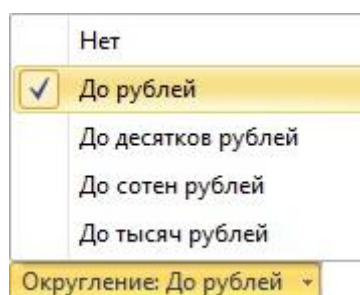 Нет
До рублей
До десятков рублей
До сотен рублей
До тысяч рублей
Округление: До рублей